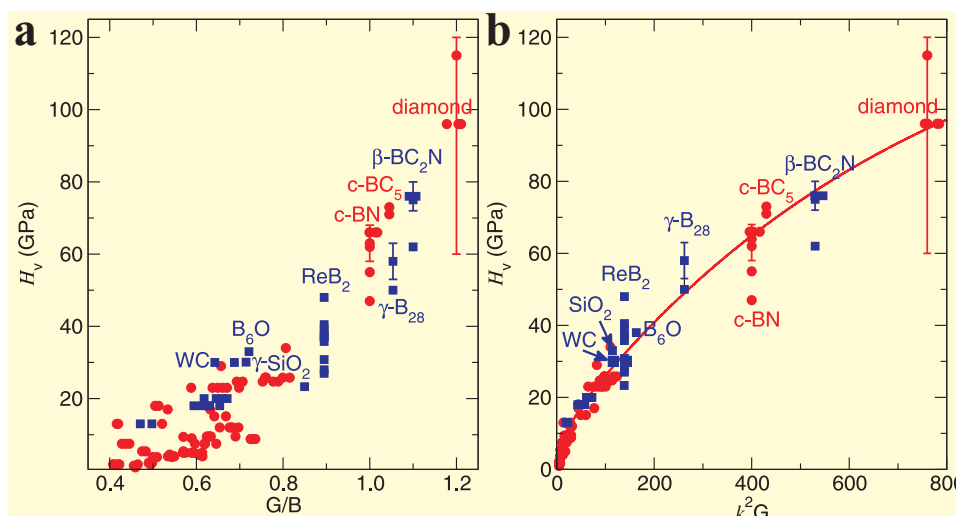 a
120
100
80
60
40
20
0
H_v (GPa)
0.4
0.6
0.8
1.0
1.2
G/B
diamond
β-BC₂N
c-BC₅
c-BN
ReB₂
γ-B₂₈
B₆O
WC
γ-SiO₂
b
120
100
80
60
40
20
0
H_v (GPa)
0
200
400
600
800
k²G
diamond
β-BC₂N
c-BC₅
γ-B₂₈
ReB₂
SiO₂
WC
B₆O
c-BN